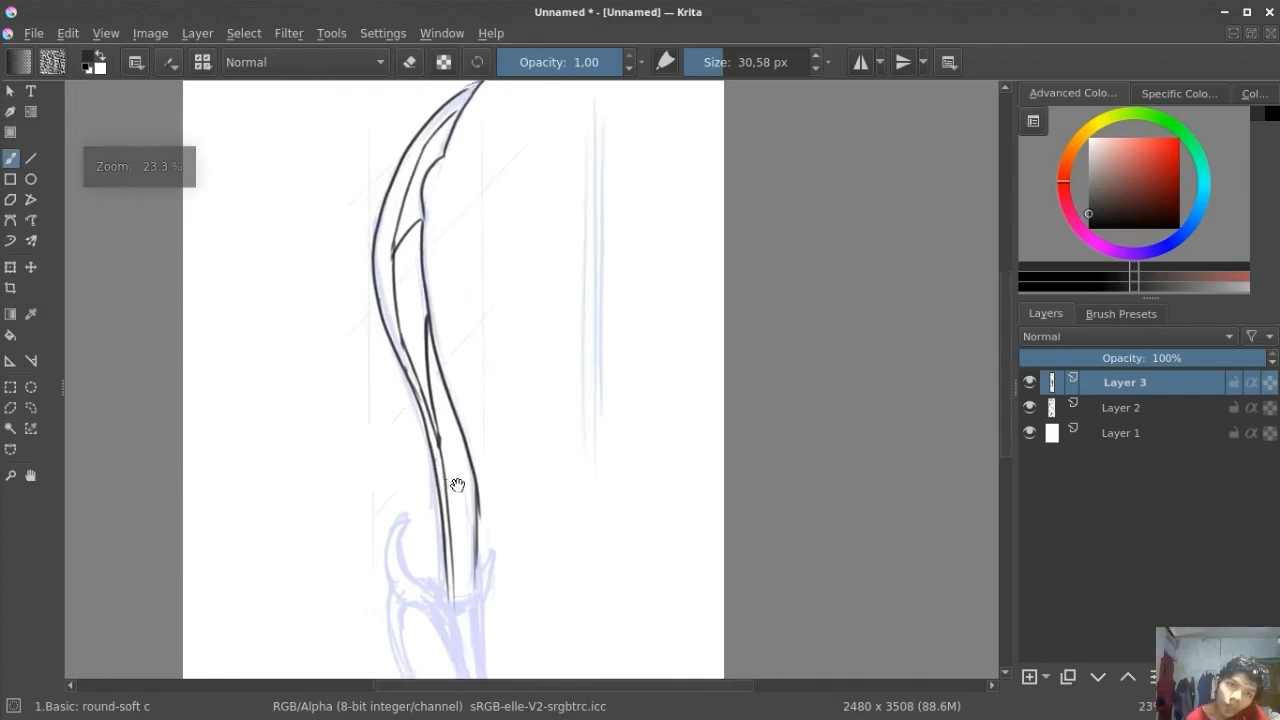 Unnamed * - [Unnamed] — Krita
File Edit View Image Layer Select Filter Tools Settings Window Help
Normal
Opacity: 1,00
Size: 30,58 px
Advanced Colo...
Specific Colo...
Col...
Zoom: 23.3 %
Layers
Brush Presets
Normal
Opacity: 100%
Layer 3
Layer 2
Layer 1
1.Basic: round-soft c
RGB/Alpha (8-bit integer/channel) sRGB-elle-V2-srgbtrc.icc
2480 x 3508 (88.6M)